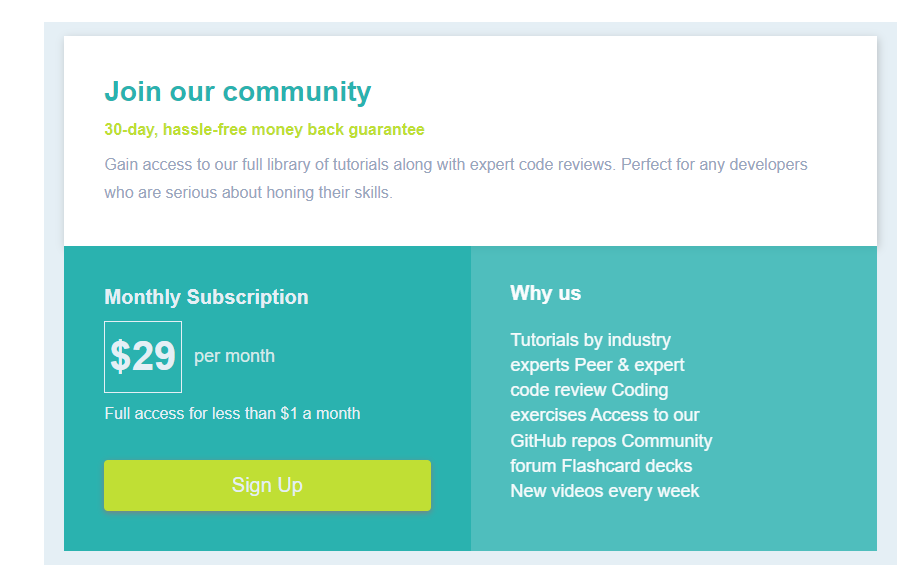 Join our community
30-day, hassle-free money back guarantee
Gain access to our full library of tutorials along with expert code reviews. Perfect for any developers
who are serious about honing their skills.
Monthly Subscription
$29 per month
Full access for less than $1 a month
Sign Up
Why us
Tutorials by industry
experts Peer & expert
code review Coding
exercises Access to our
GitHub repos Community
forum Flashcard decks
New videos every week